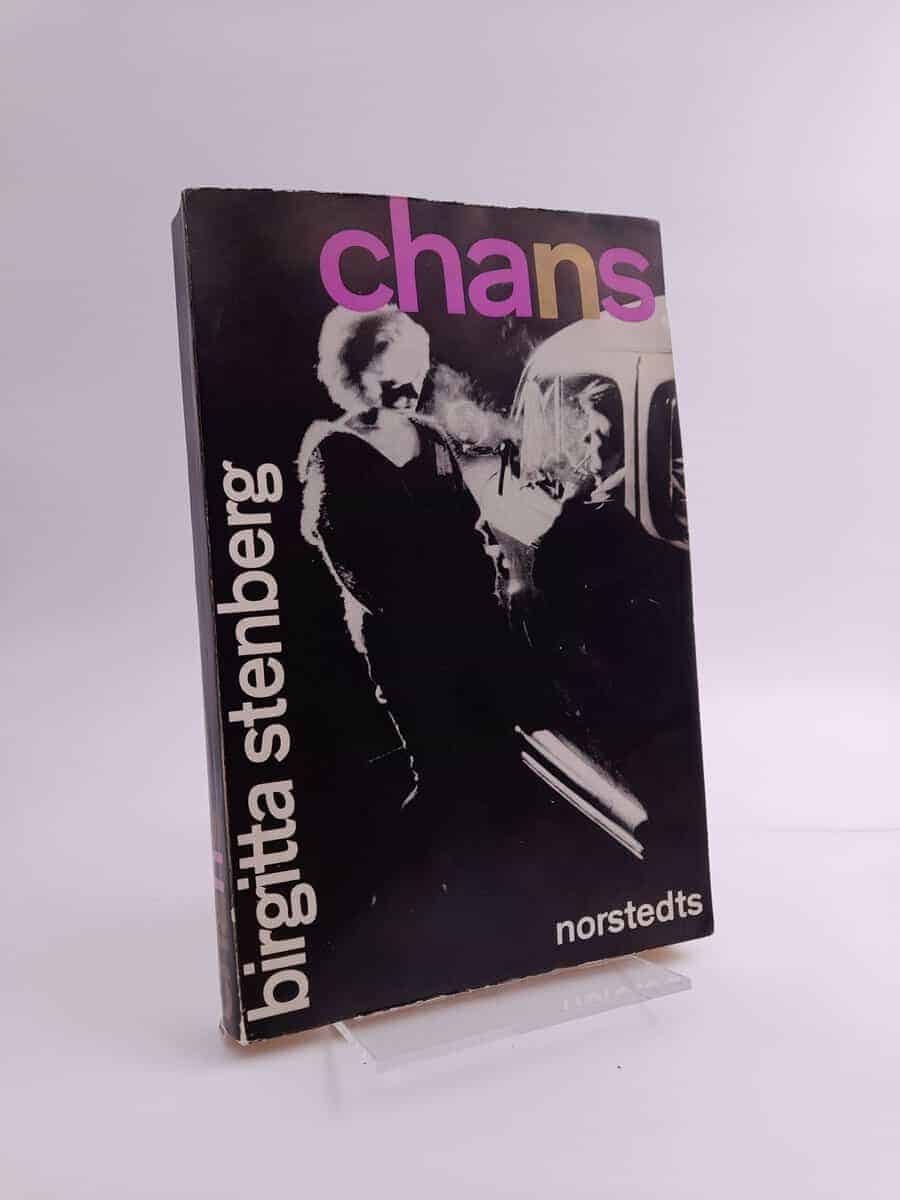 chans
birgitta stenberg
norstedts